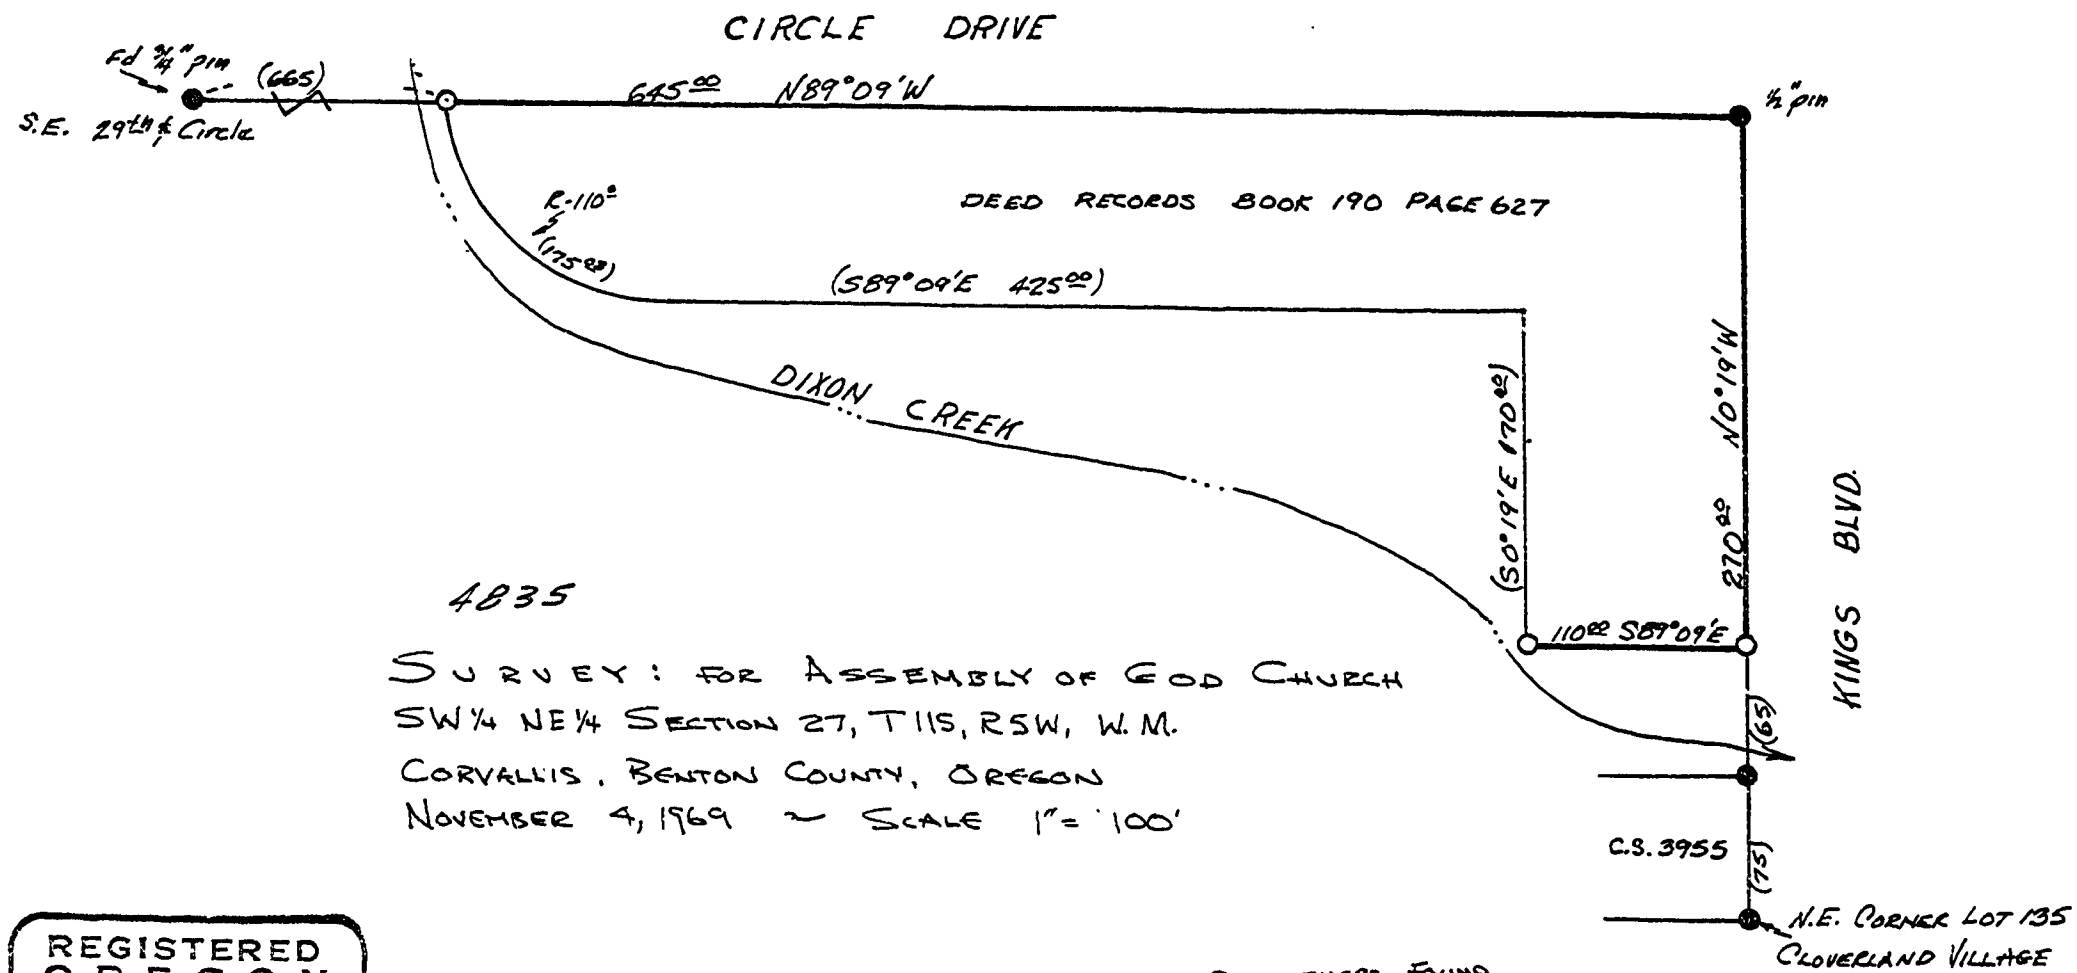 CIRCLE DRIVE
Fd 3/4" pin
(665)
645.00 N89°09'W
1/2" pin
S.E. 29th & Circle
R-110°
DEED RECORDS BOOK 190 PAGE 627
(S89°09'E 425.00)
DIXON CREEK
(S0°19'E 170.00)
270.00 N0°19'W
KINGS BLVD.
4835
110.00 S89°09'E
SURVEY: FOR ASSEMBLY OF GOD CHURCH
SW 1/4 NE 1/4 SECTION 27, T11S, R5W, W.M.
(65)
CORVALLIS, BENTON COUNTY, OREGON
NOVEMBER 4, 1969 ~ SCALE 1" = 100'
C.S. 3955
(75)
N.E. CORNER LOT 135
CLOVERLAND VILLAGE
REGISTERED
OREGON
FOUND